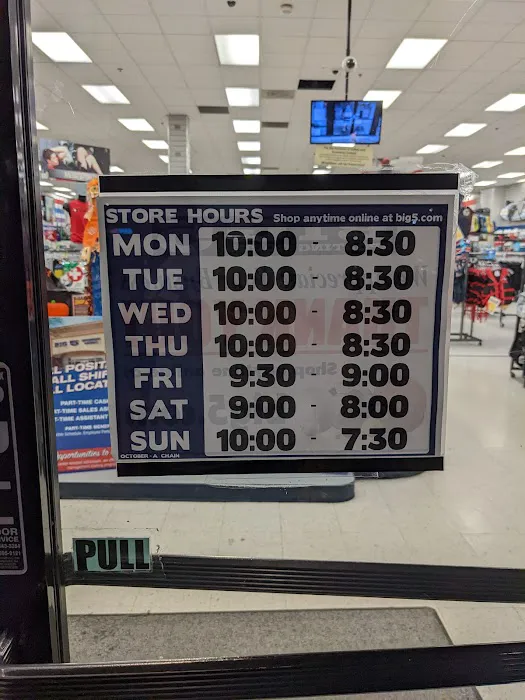 STORE HOURS Shop anytime online at big5.com
MON 10:00 - 8:30
TUE 10:00 - 8:30
WED 10:00 - 8:30
THU 10:00 - 8:30
FRI 9:30 - 9:00
SAT 9:00 - 8:00
SUN 10:00 - 7:30
OCTOBER - A CHAIN
PULL